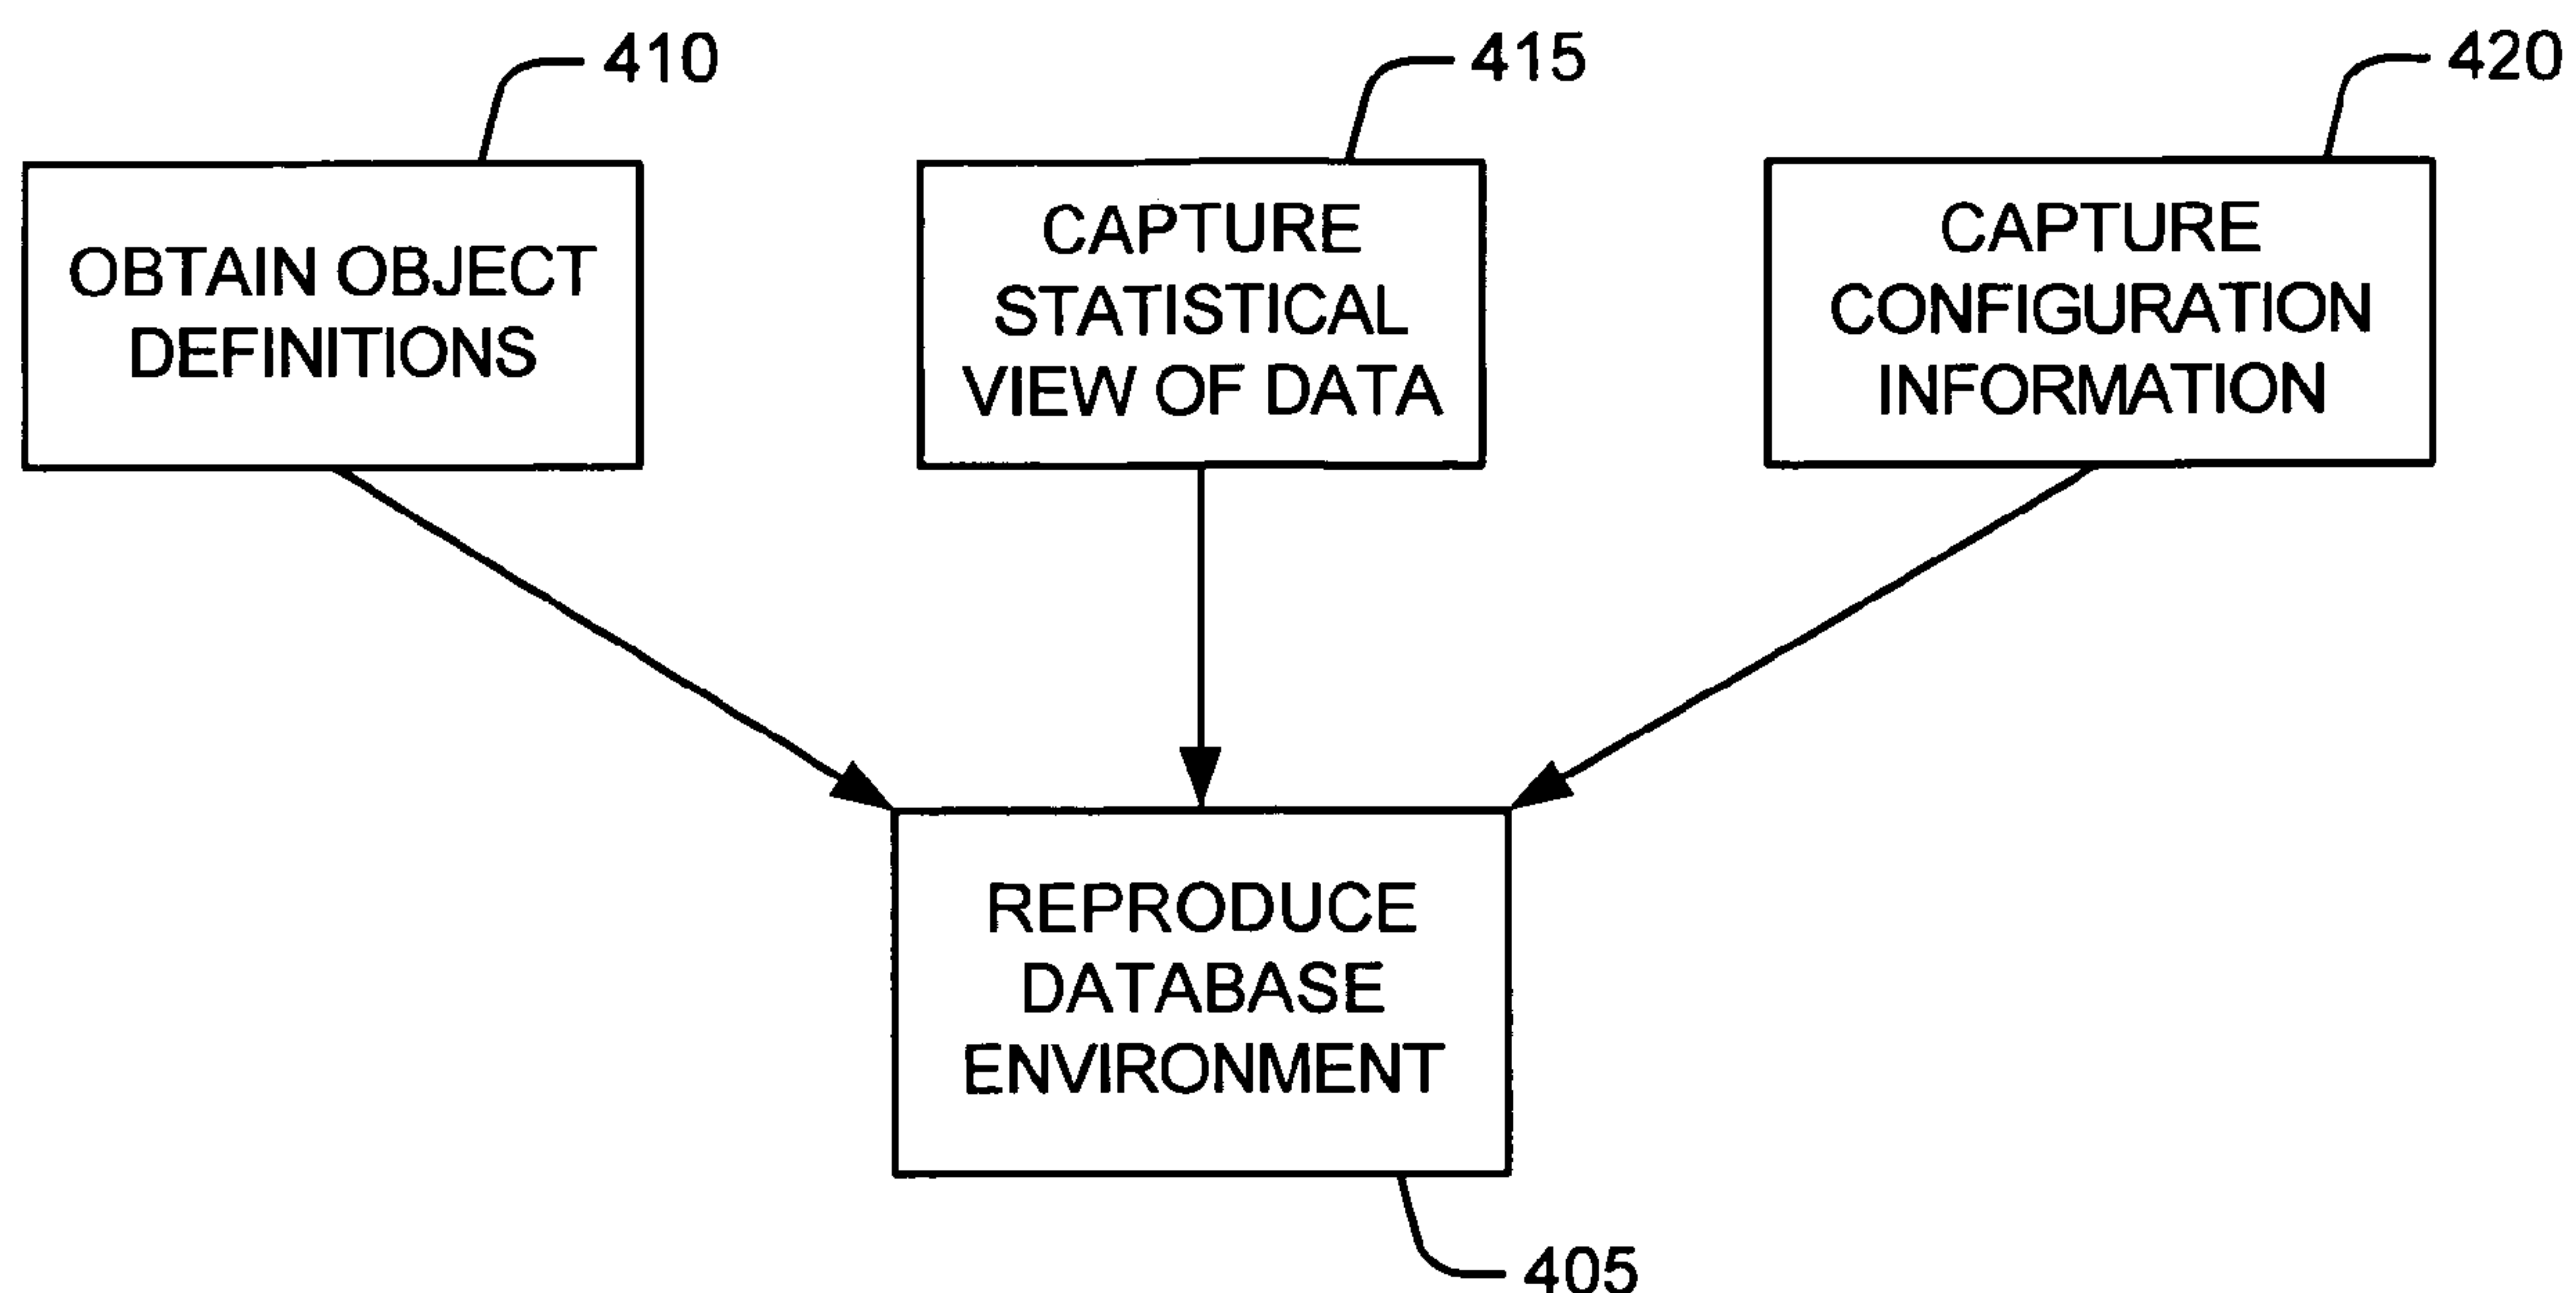 410
415
420
OBTAIN OBJECT
DEFINITIONS
CAPTURE
STATISTICAL
VIEW OF DATA
CAPTURE
CONFIGURATION
INFORMATION
REPRODUCE
DATABASE
ENVIRONMENT
405